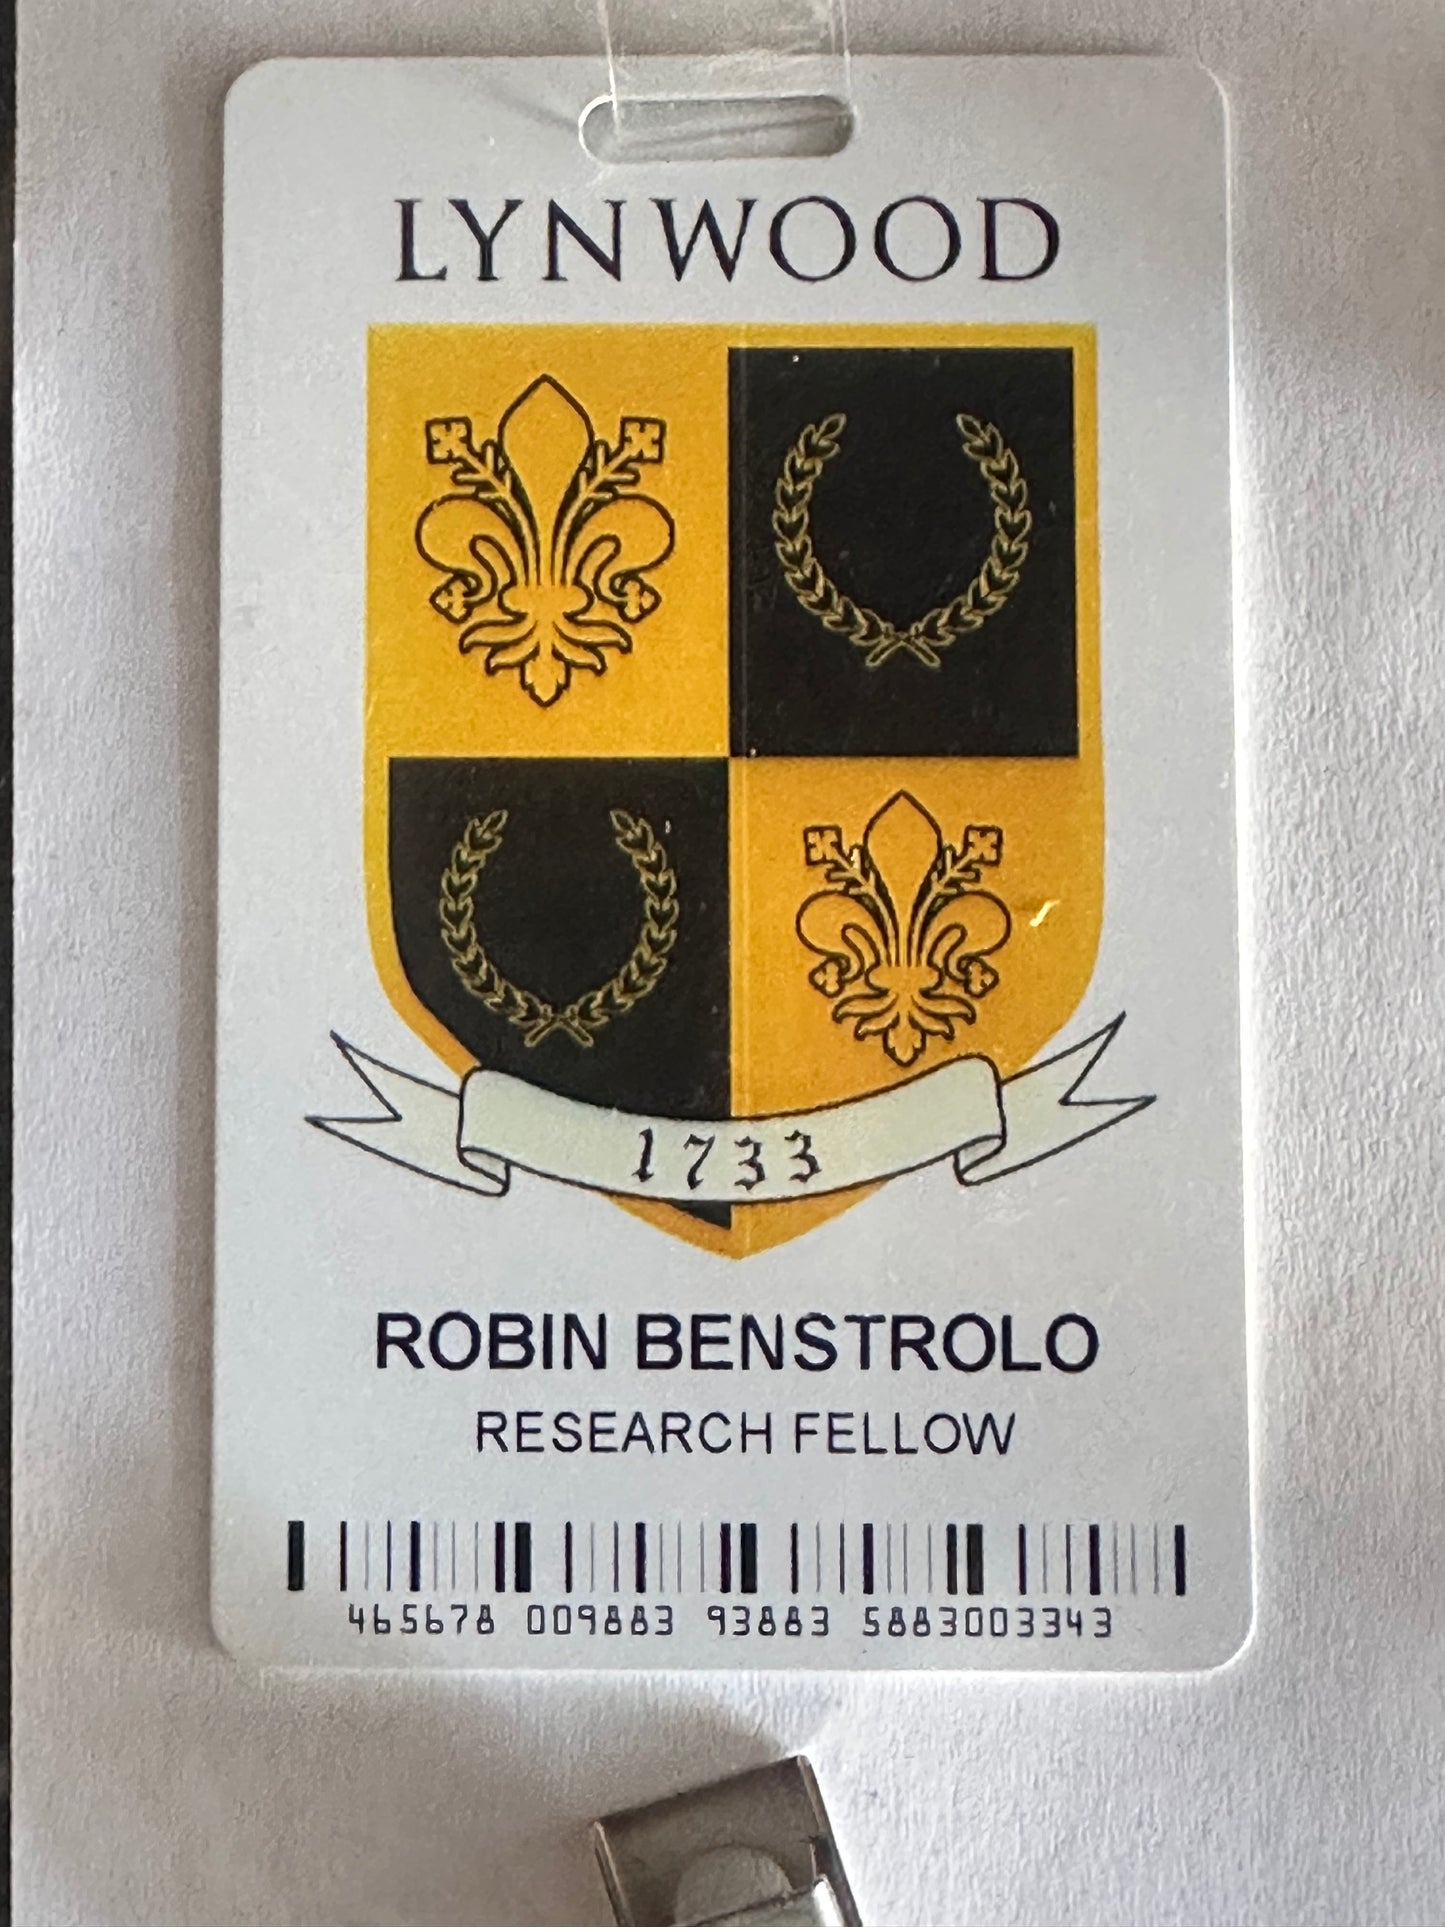 LYNWOOD
1733
ROBIN BENSTROLO
RESEARCH FELLOW
465678 009883 93883 5883003343